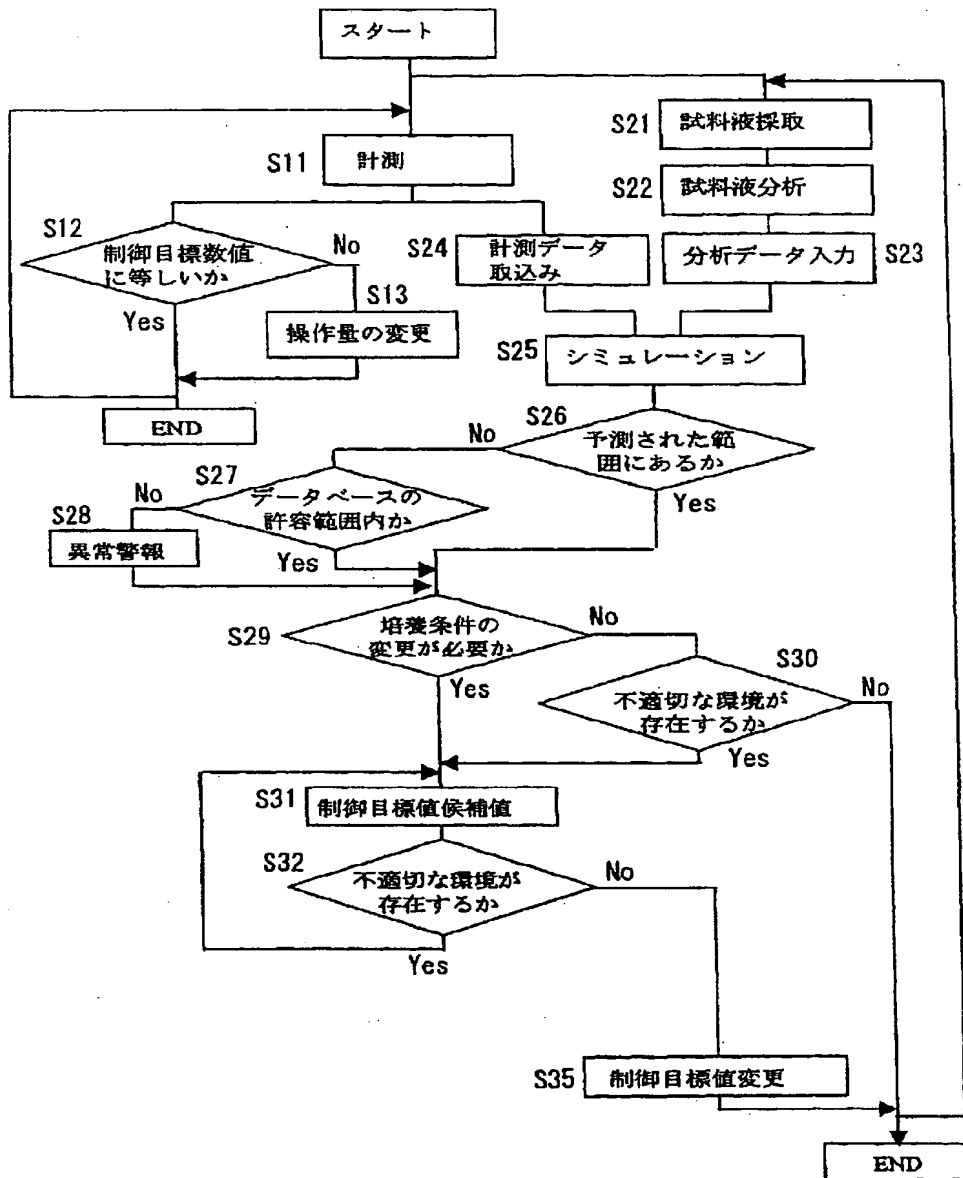 スタート
S21
試料液採取
S11
計測
S22
試料液分析
S12
制御目標数値
に等しいか
No
S24
計測データ
取込み
分析データ入力
S23
S13
Yes
操作量の変更
S25
シミュレーション
END
S26
No
予測された範
囲にあるか
Yes
S27
No
データベースの
許容範囲内か
S28
異常警報
Yes
S29
培養条件の
変更が必要か
No
Yes
S30
不適切な環境が
存在するか
No
Yes
S31
制御目標値候補値
S32
不適切な環境が
存在するか
No
Yes
S35
制御目標値変更
END